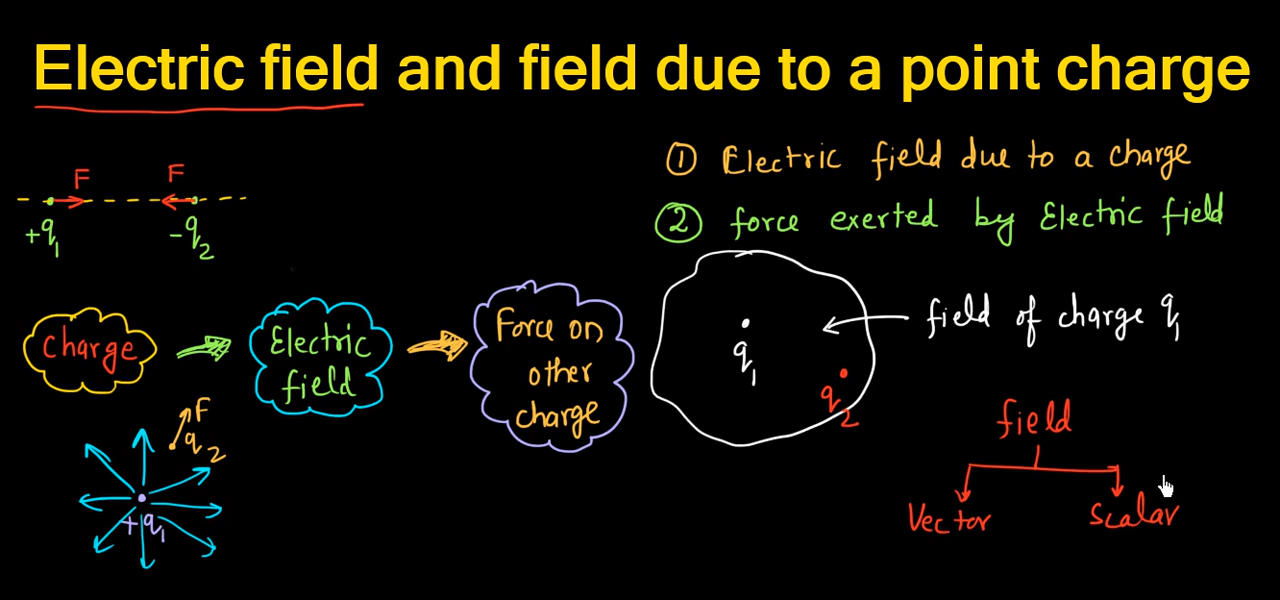 Electric field and field due to a point charge
F F
+q1 -q2
① Electric field due to a charge
② force exerted by Electric field
Charge
Electric
field
Force on
other
charge
q1
q2
field of charge q1
F
q2
+q1
field
Vector Scalar